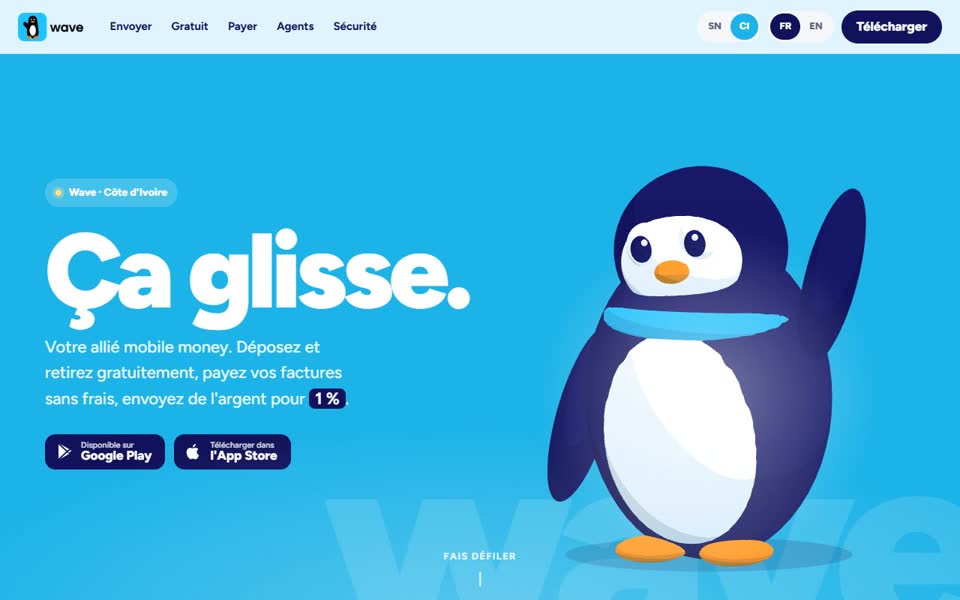 wave
Envoyer
Gratuit
Payer
Agents
Sécurité
SN
CI
FR
EN
Télécharger
Wave · Côte d'Ivoire
Ça glisse.
Votre allié mobile money. Déposez et
retirez gratuitement, payez vos factures
sans frais, envoyez de l'argent pour 1 %.
Disponible sur
Google Play
Télécharger dans
l'App Store
wave
FAIS DÉFILER